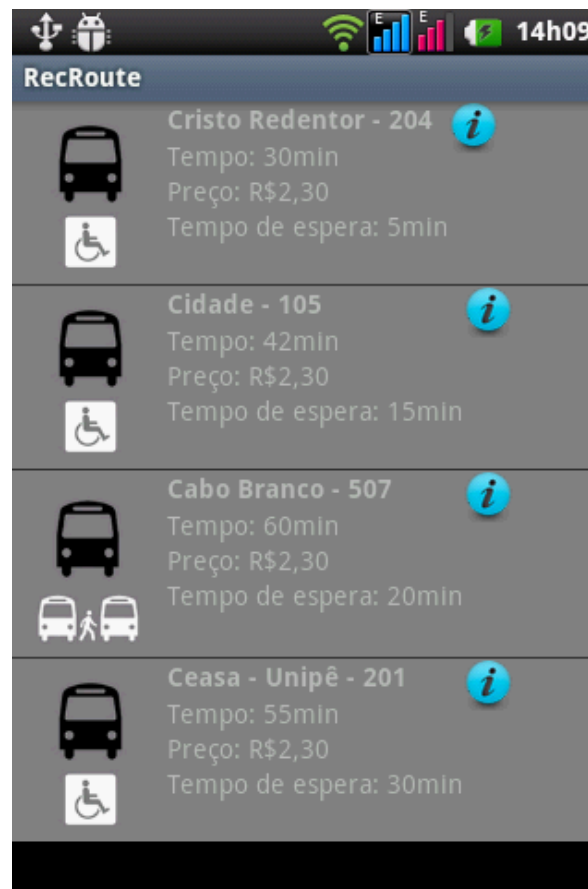 E E 14h09
RecRoute
Cristo Redentor - 204
Tempo: 30min
Preço: R$2,30
Tempo de espera: 5min
Cidade - 105
Tempo: 42min
Preço: R$2,30
Tempo de espera: 15min
Cabo Branco - 507
Tempo: 60min
Preço: R$2,30
Tempo de espera: 20min
Ceasa - Unipê - 201
Tempo: 55min
Preço: R$2,30
Tempo de espera: 30min